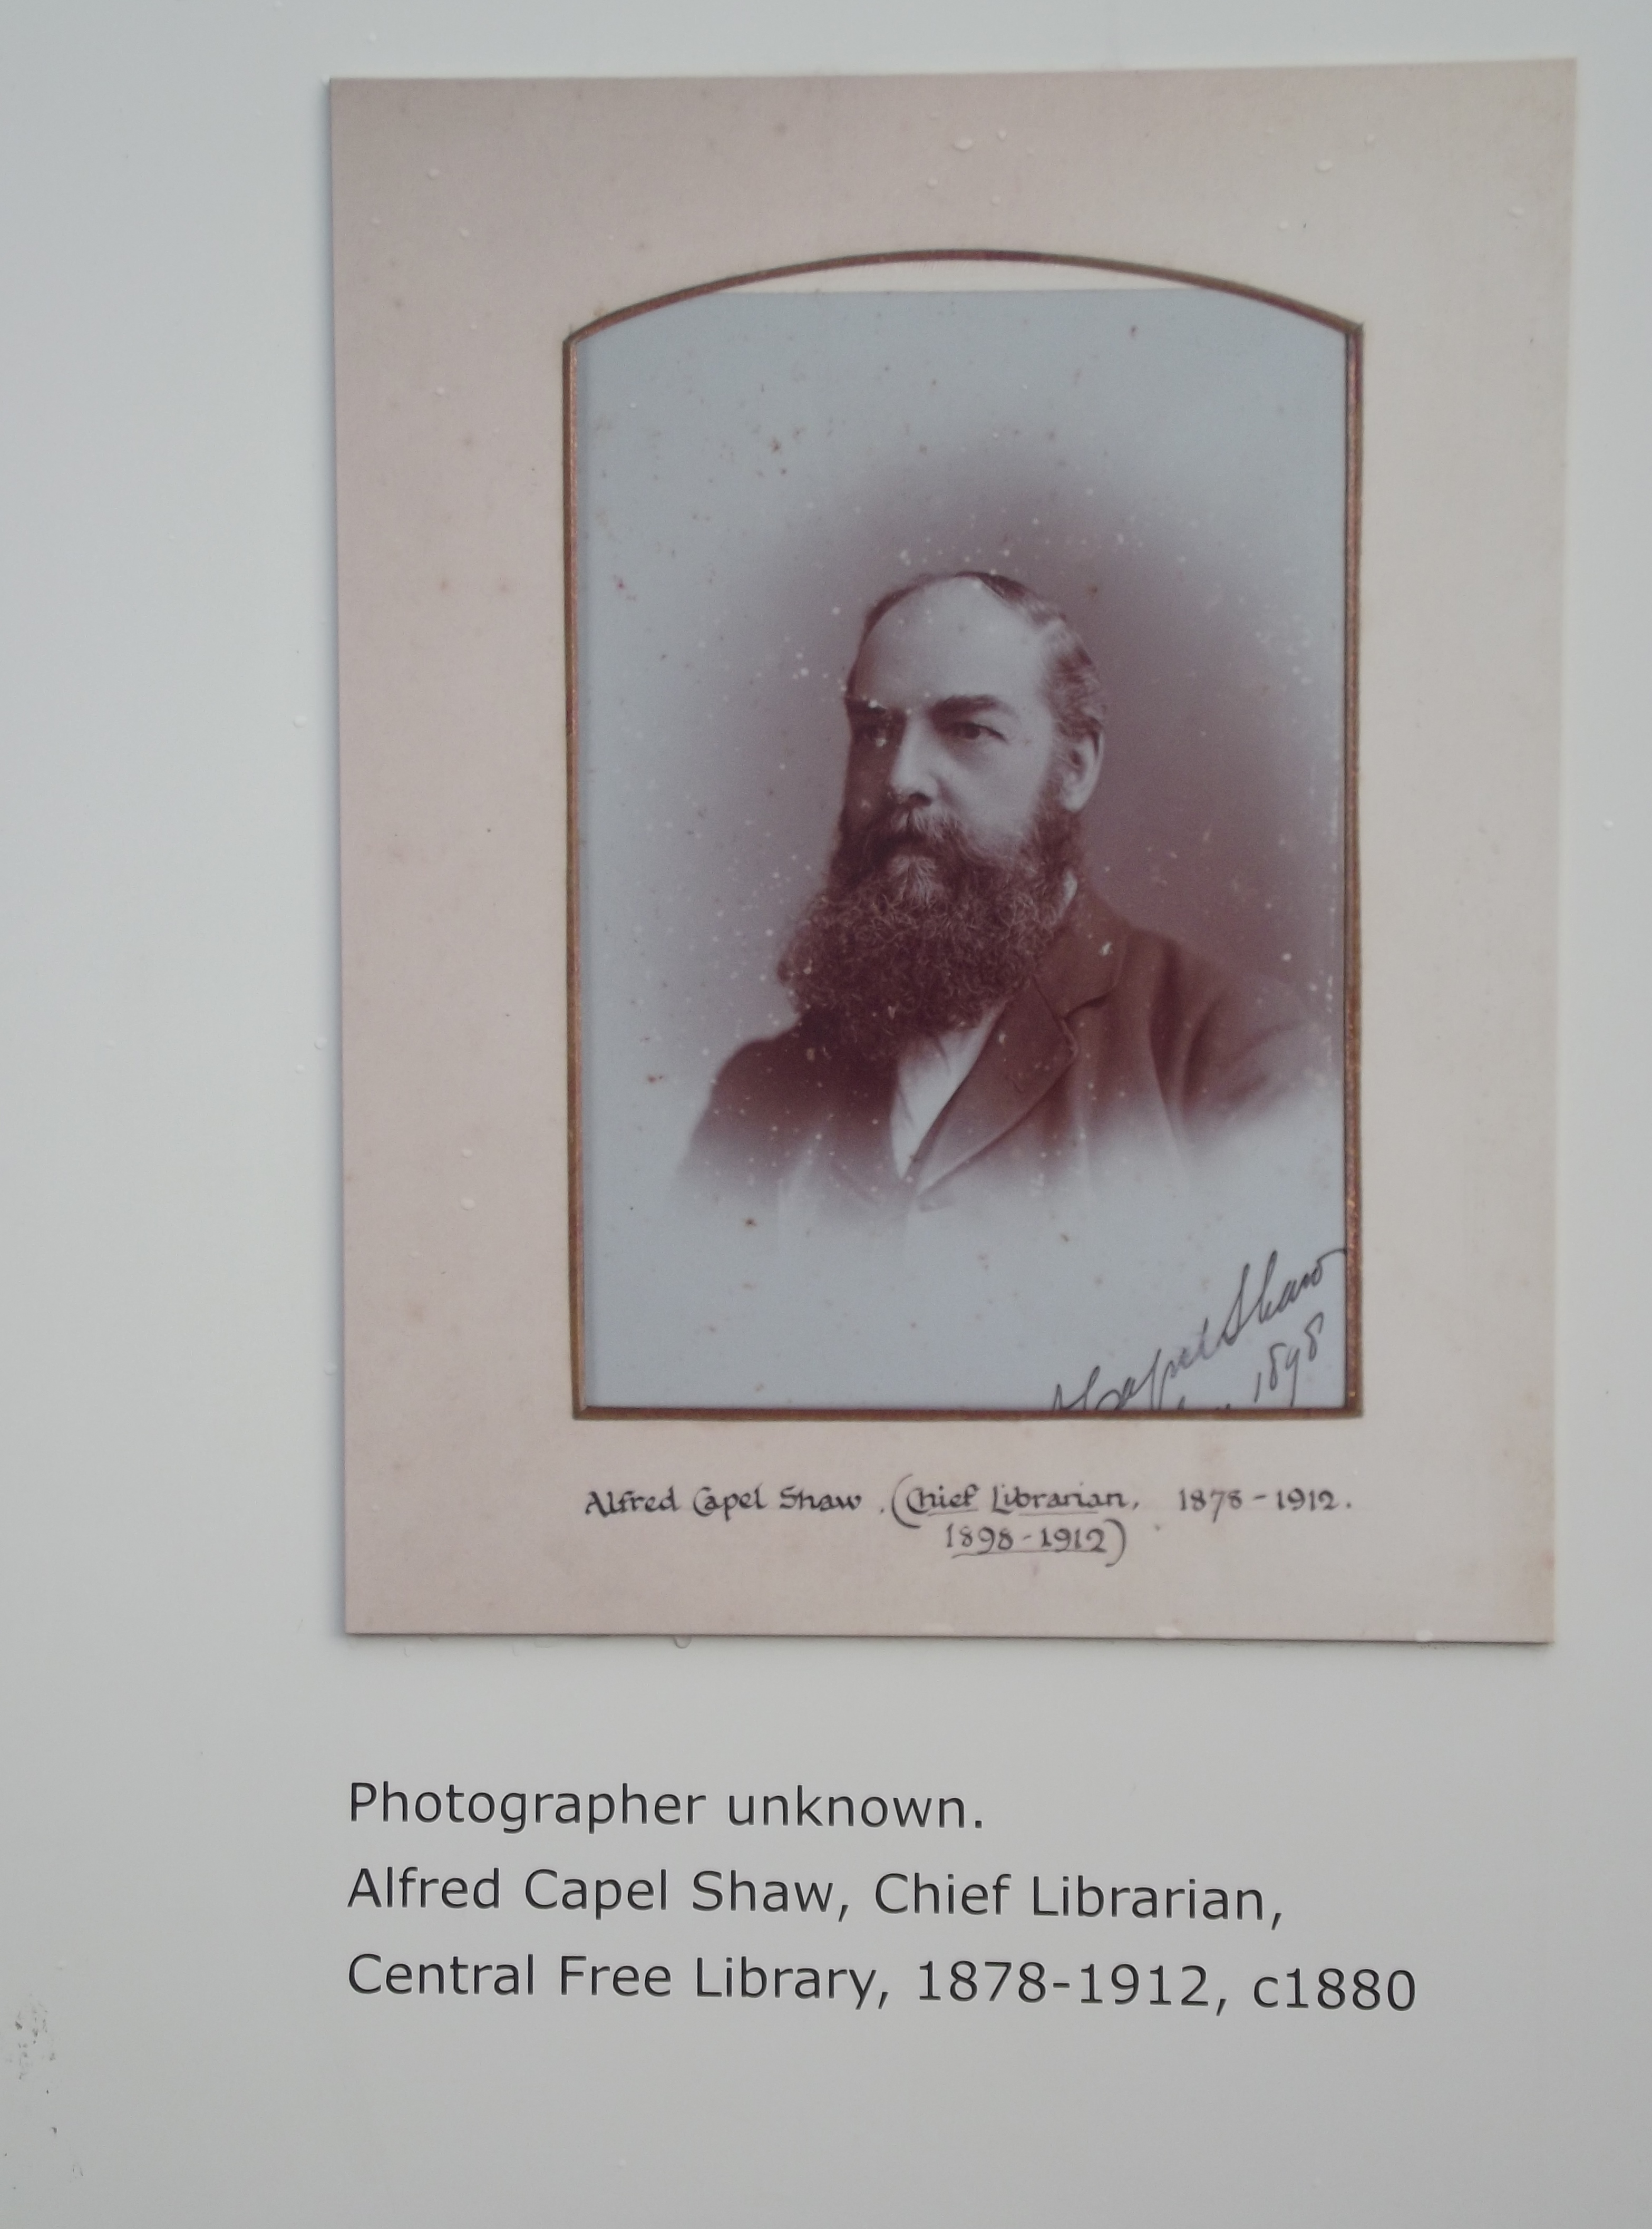 Capel Shaw
1898
Alfred Capel Shaw. (Chief Librarian, 1878-1912.
1898-1912)
Photographer unknown.
Alfred Capel Shaw, Chief Librarian,
Central Free Library, 1878-1912, c1880